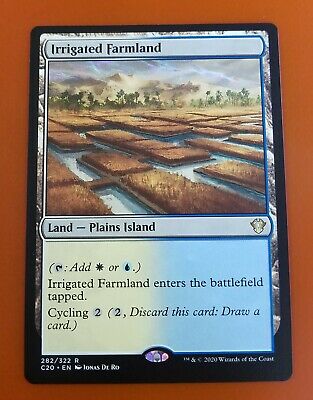 Irrigated Farmland
Land — Plains Island
(: Add or .)
Irrigated Farmland enters the battlefield
tapped.
Cycling 2 (2, Discard this card: Draw a
card.)
282/322 R
C20 • EN Jonas De Ro
™ & © 2020 Wizards of the Coast